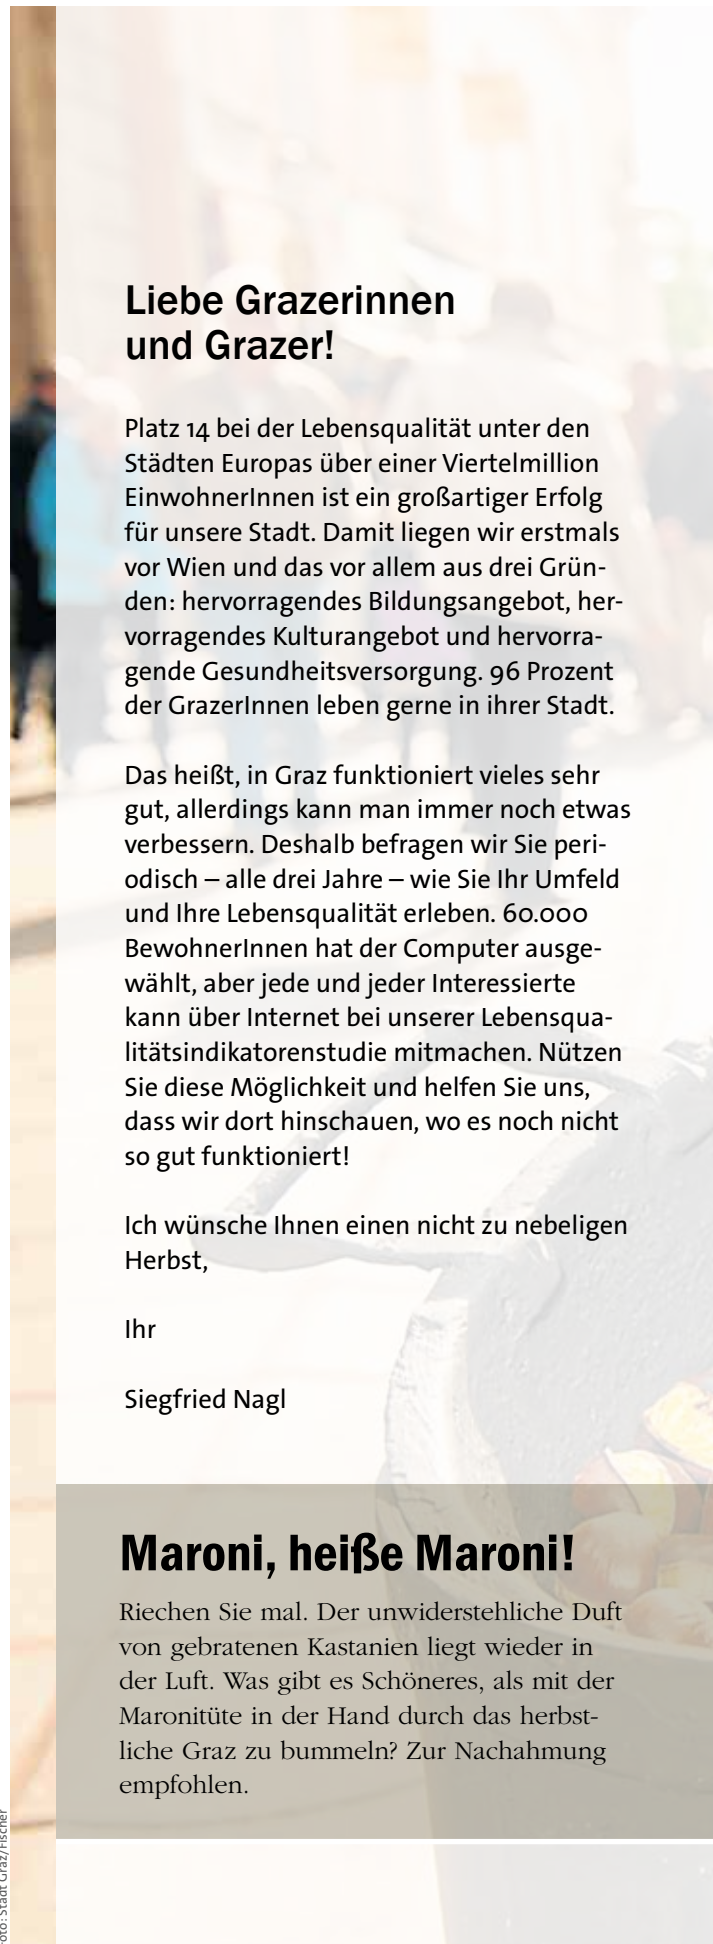 Liebe Grazerinnen
und Grazer!
Platz 14 bei der Lebensqualität unter den
Städten Europas über einer Viertelmillion
EinwohnerInnen ist ein großartiger Erfolg
für unsere Stadt. Damit liegen wir erstmals
vor Wien und das vor allem aus drei Grün-
den: hervorragendes Bildungsangebot, her-
vorragendes Kulturangebot und hervorra-
gende Gesundheitsversorgung. 96 Prozent
der GrazerInnen leben gerne in ihrer Stadt.
Das heißt, in Graz funktioniert vieles sehr
gut, allerdings kann man immer noch etwas
verbessern. Deshalb befragen wir Sie peri-
odisch – alle drei Jahre – wie Sie Ihr Umfeld
und Ihre Lebensqualität erleben. 60.000
BewohnerInnen hat der Computer ausge-
wählt, aber jede und jeder Interessierte
kann über Internet bei unserer Lebensqua-
litätsindikatorenstudie mitmachen. Nützen
Sie diese Möglichkeit und helfen Sie uns,
dass wir dort hinschauen, wo es noch nicht
so gut funktioniert!
Ich wünsche Ihnen einen nicht zu nebeligen
Herbst,
Ihr
Siegfried Nagl
Maroni, heiße Maroni!
Riechen Sie mal. Der unwiderstehliche Duft
von gebratenen Kastanien liegt wieder in
der Luft. Was gibt es Schöneres, als mit der
Maronitüte in der Hand durch das herbst-
liche Graz zu bummeln? Zur Nachahmung
empfohlen.
Stadt Graz/Fischer